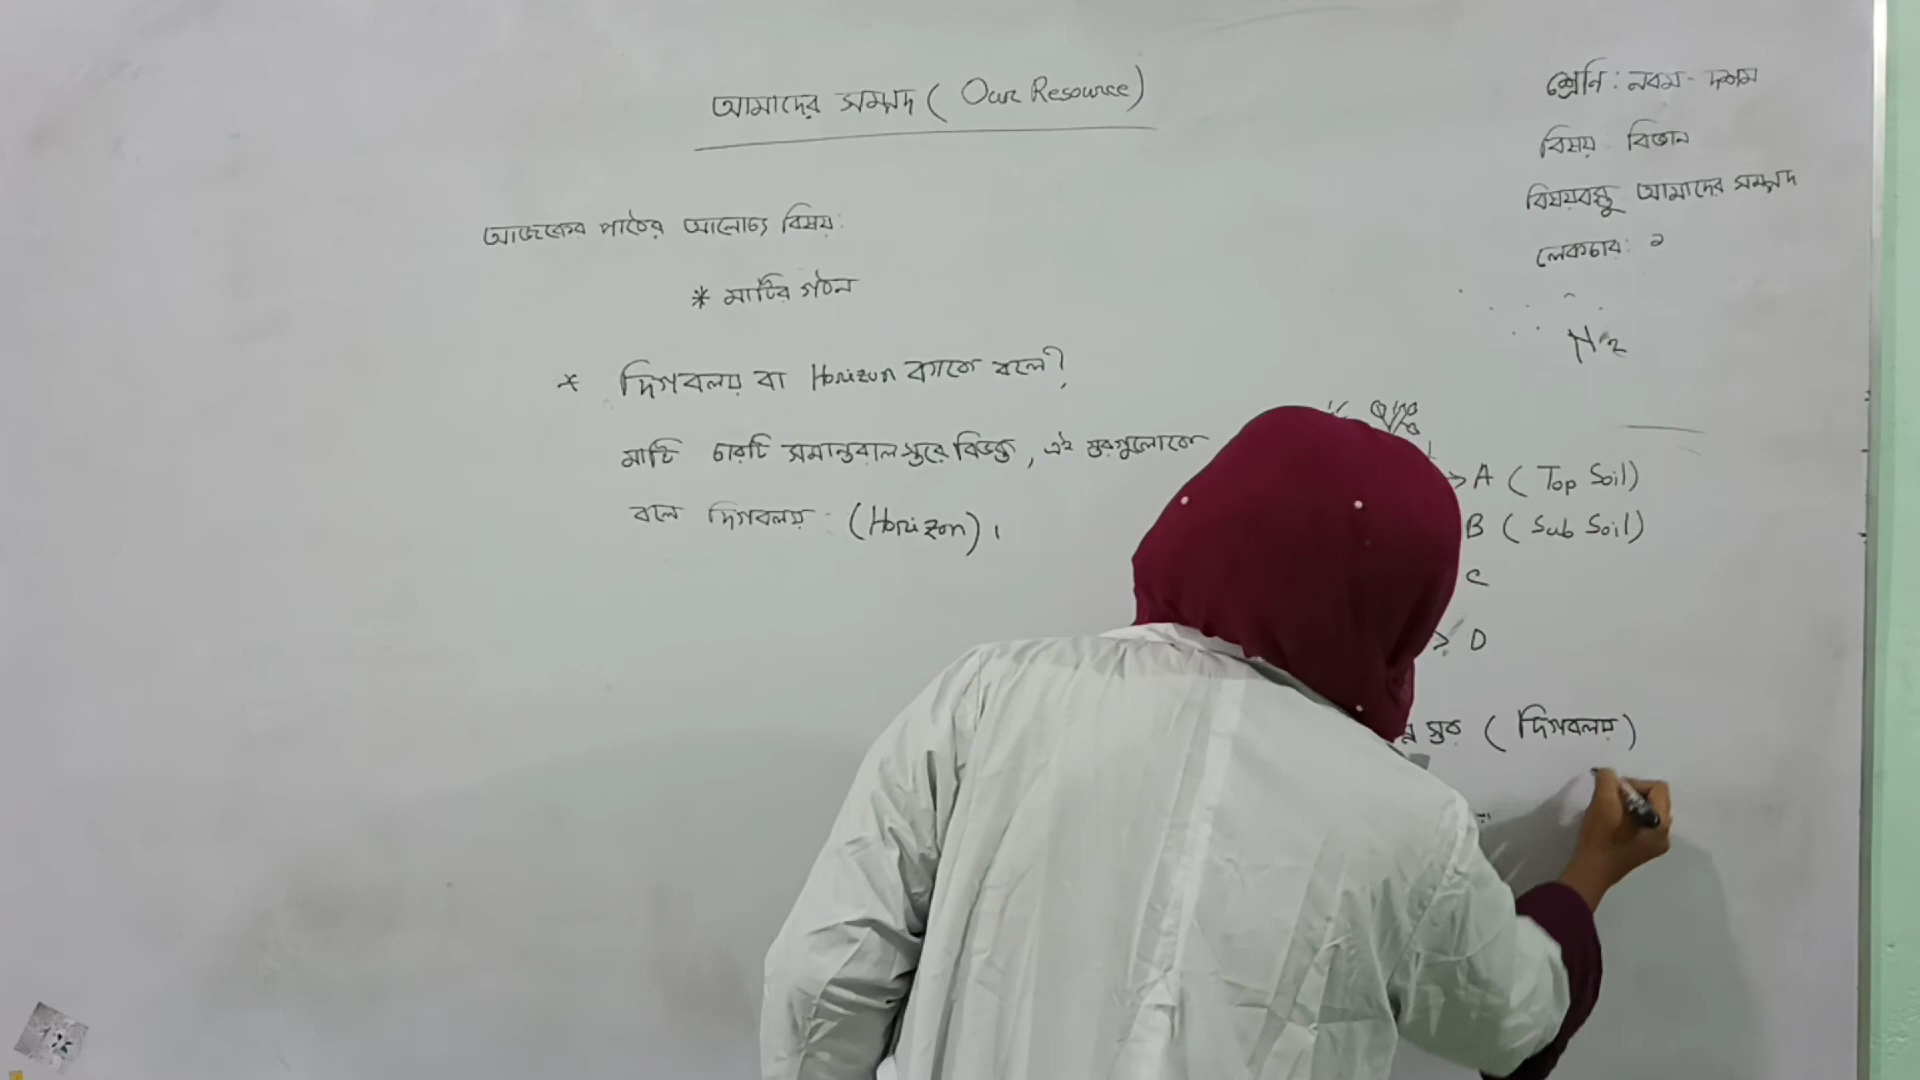 আমাদের সম্পদ ( Our Resource )
শ্রেণি : নবম - দশম
বিষয় বিজ্ঞান
বিষয়বস্তু আমাদের সম্পদ
লেকচার: ১
আজকের পাঠের আলোচ্য বিষয়:
* মাটির গঠন
* দিগবলয় বা Horizon কাকে বলে?
মাটি চারটি সমান্তরাল স্তরে বিভক্ত, এই স্তরগুলোকে
বলে দিগবলয় (Horizon)।
> A ( Top Soil )
B ( Sub Soil )
C
> D
স্তর ( দিগবলয় )